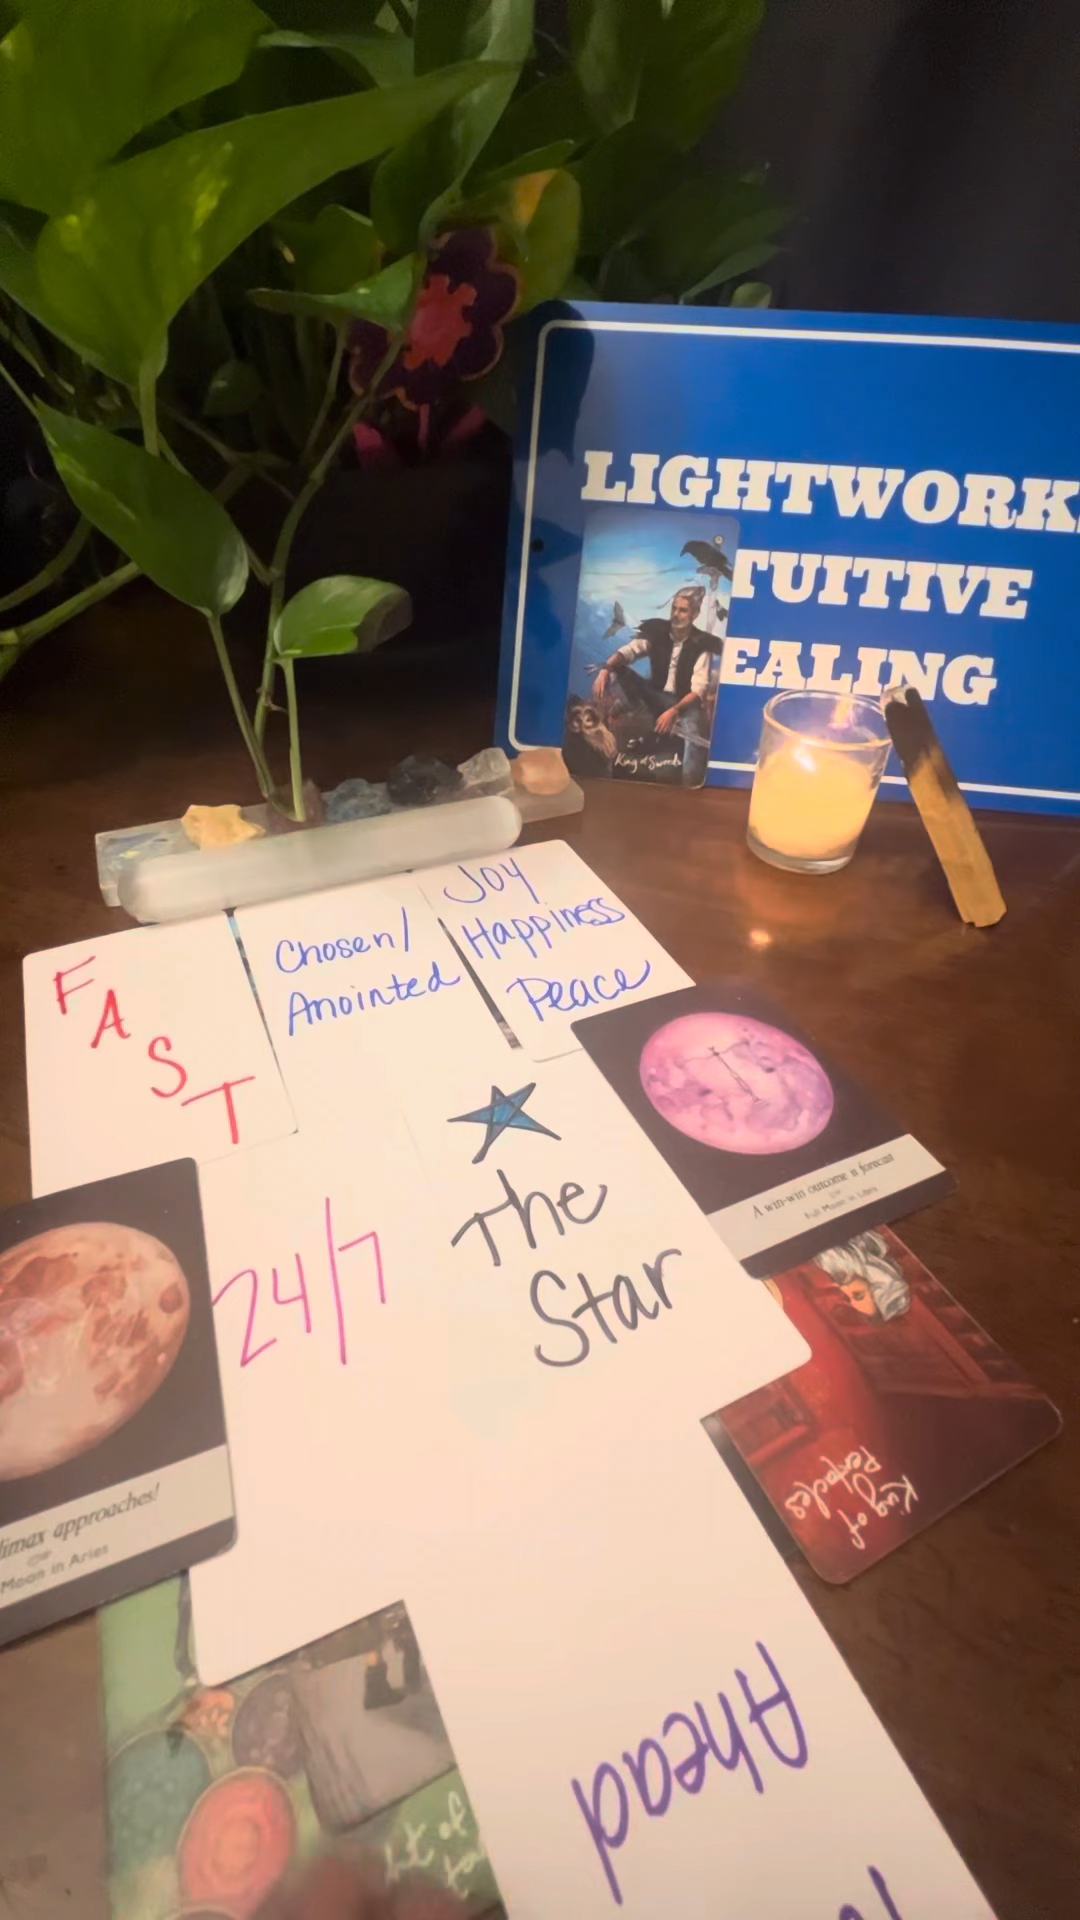 LIGHTWORK
TUITIVE
EALING
King of Swords
Joy
Happiness
Peace
Chosen/
Anointed
FAST
The
Star
24/7
A win-win outcome is forecast
Full Moon in Libra
King of
Pentacles
limax approaches!
Moon in Aries
Ahead